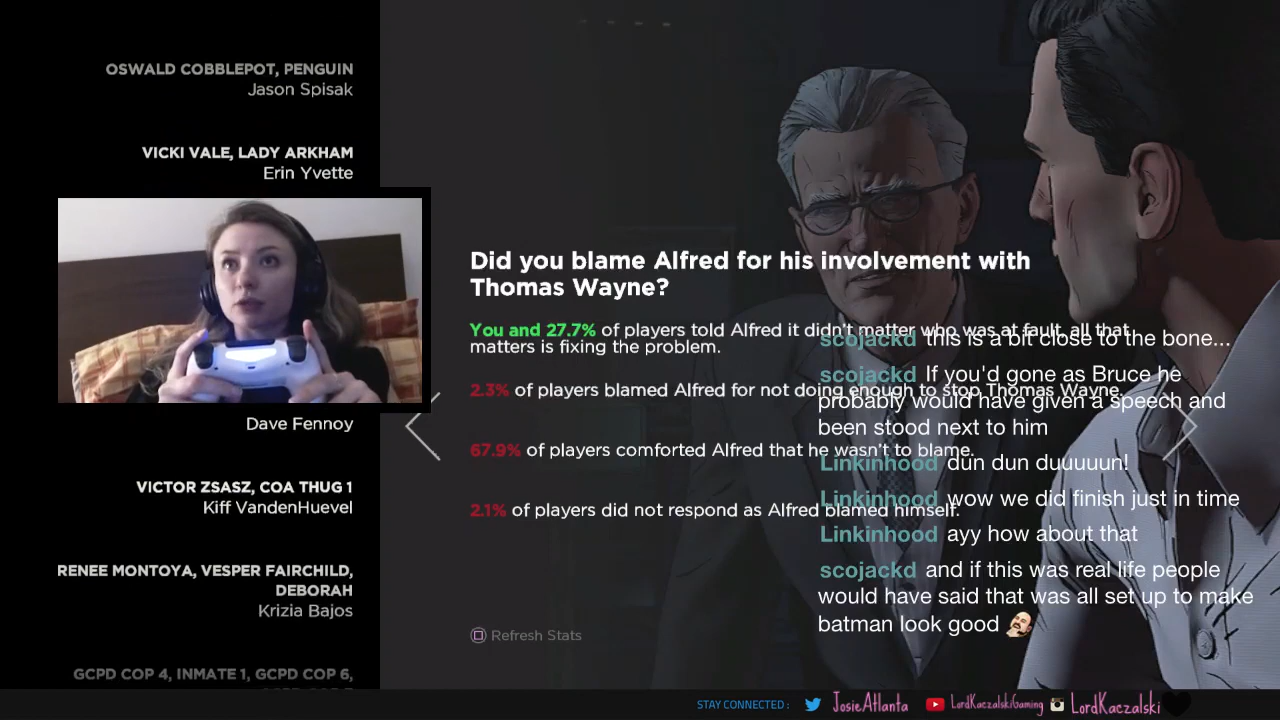 OSWALD COBBLEPOT, PENGUIN
Jason Spisak
VICKI VALE, LADY ARKHAM
Erin Yvette
Dave Fennoy
VICTOR ZSASZ, COA THUG 1
Kiff VandenHuevel
RENEE MONTOYA, VESPER FAIRCHILD,
DEBORAH
Krizia Bajos
GCPD COP 4, INMATE 1, GCPD COP 6,
Did you blame Alfred for his involvement with
Thomas Wayne?
You and 27.7% of players told Alfred it didn't matter who was at fault, all that
matters is fixing the problem.
2.3% of players blamed Alfred for not doing enough to stop Thomas Wayne.
67.9% of players comforted Alfred that he wasn't to blame.
2.1% of players did not respond as Alfred blamed himself.
Refresh Stats
scojackd this is a bit close to the bone...
scojackd If you'd gone as Bruce he
probably would have given a speech and
been stood next to him
Linkinhood dun dun duuuuun!
Linkinhood wow we did finish just in time
Linkinhood ayy how about that
scojackd and if this was real life people
would have said that was all set up to make
batman look good
STAY CONNECTED : JosieAtlanta LordKaczalskiGaming LordKaczalski